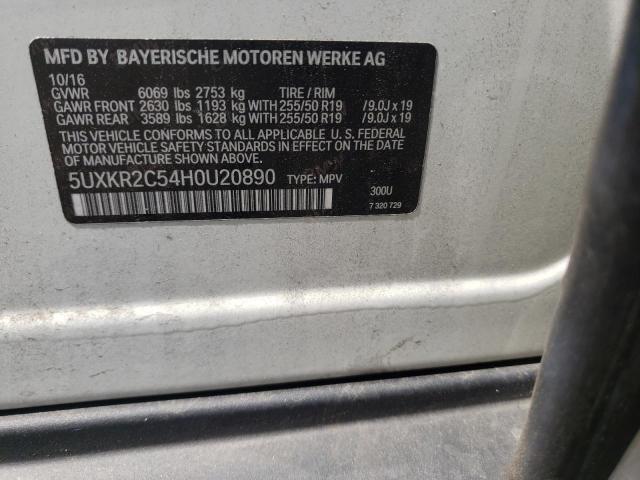 MFD BY BAYERISCHE MOTOREN WERKE AG
10/16
GVWR 6069 lbs 2753 kg TIRE / RIM
GAWR FRONT 2630 lbs 1193 kg WITH 255/50 R19 /9.0J x 19
GAWR REAR 3589 lbs 1628 kg WITH 255/50 R19 /9.0J x 19
THIS VEHICLE CONFORMS TO ALL APPLICABLE U. S. FEDERAL
MOTOR VEHICLE SAFETY STANDARDS IN EFFECT ON THE DATE
OF MANUFACTURE SHOWN ABOVE.
5UXKR2C54H0U20890 TYPE: MPV
300U
7 320 729